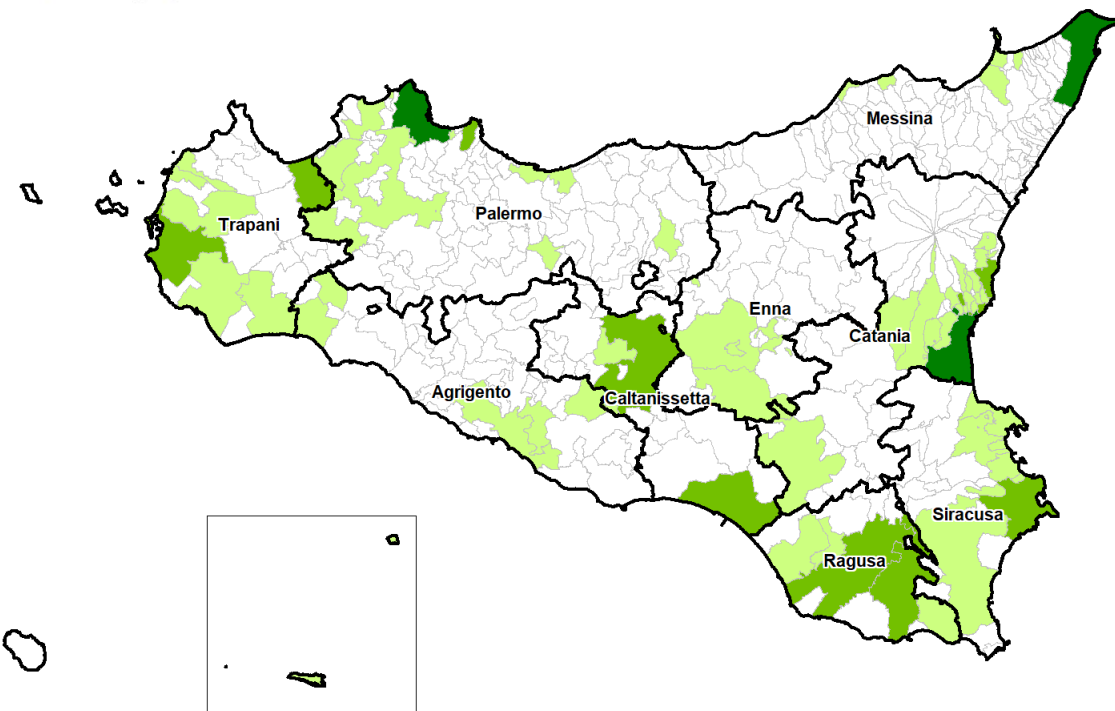 Messina
Palermo
Trapani
Enna
Catania
Agrigento
Caltanissetta
Siracusa
Ragusa